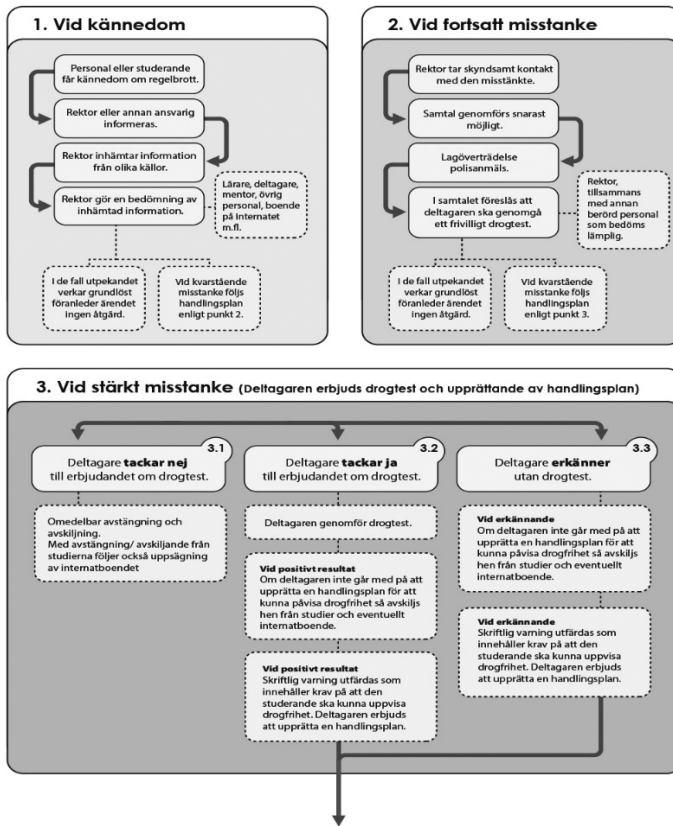 1. Vid kännedom
Personal eller studerande
får kännedom om regelbrott.
Rektor eller annan ansvarig
informeras.
Rektor inhämtar information
från olika källor.
Rektor gör en bedömning av
inhämtad information.
Lärare, deltagare,
mentor, övrig
personal, boende
på internatet
m.fl.
I de fall utpekandet
verkar grundlöst
föranleder ärendet
ingen åtgärd.
Vid kvarstående
misstanke följs
handlingsplan
enligt punkt 2.
2. Vid fortsatt misstanke
Rektor tar skyndsamt kontakt
med den misstänkte.
Samtal genomförs snarast
möjligt.
Lagöverträdelse
polisanmäls.
I samtalet föreslås att
deltagaren ska genomgå
ett frivilligt drogtest.
Rektor,
tillsammans
med annan
berörd personal
som bedöms
lämplig.
I de fall utpekandet
verkar grundlöst
föranleder ärendet
ingen åtgärd.
Vid kvarstående
misstanke följs
handlingsplan
enligt punkt 3.
3. Vid stärkt misstanke (Deltagaren erbjuds drogtest och upprättande av handlingsplan)
3.1
Deltagare tackar nej
till erbjudandet om drogtest.
Omedelbar avstängning och
avskiljning.
Med avstängning/ avskiljande från
studierna följer också uppsägning
av internatboendet
3.2
Deltagare tackar ja
till erbjudandet om drogtest.
Deltagaren genomför drogtest.
Vid positivt resultat
Om deltagaren inte går med på att
upprätta en handlingsplan för att
kunna påvisa drogfrihet så avskiljs
hen från studier och eventuellt
internatboende.
Vid positivt resultat
Skriftlig varning utfärdas som
innehåller krav på att den
studerande ska kunna uppvisa
drogfrihet. Deltagaren erbjuds
att upprätta en handlingsplan.
3.3
Deltagare erkänner
utan drogtest.
Vid erkännande
Om deltagaren inte går med på att
upprätta en handlingsplan för att
kunna påvisa drogfrihet så avskiljs
hen från studier och eventuellt
internatboende.
Vid erkännande
Skriftlig varning utfärdas som
innehåller krav på att den
studerande ska kunna uppvisa
drogfrihet. Deltagaren erbjuds
att upprätta en handlingsplan.